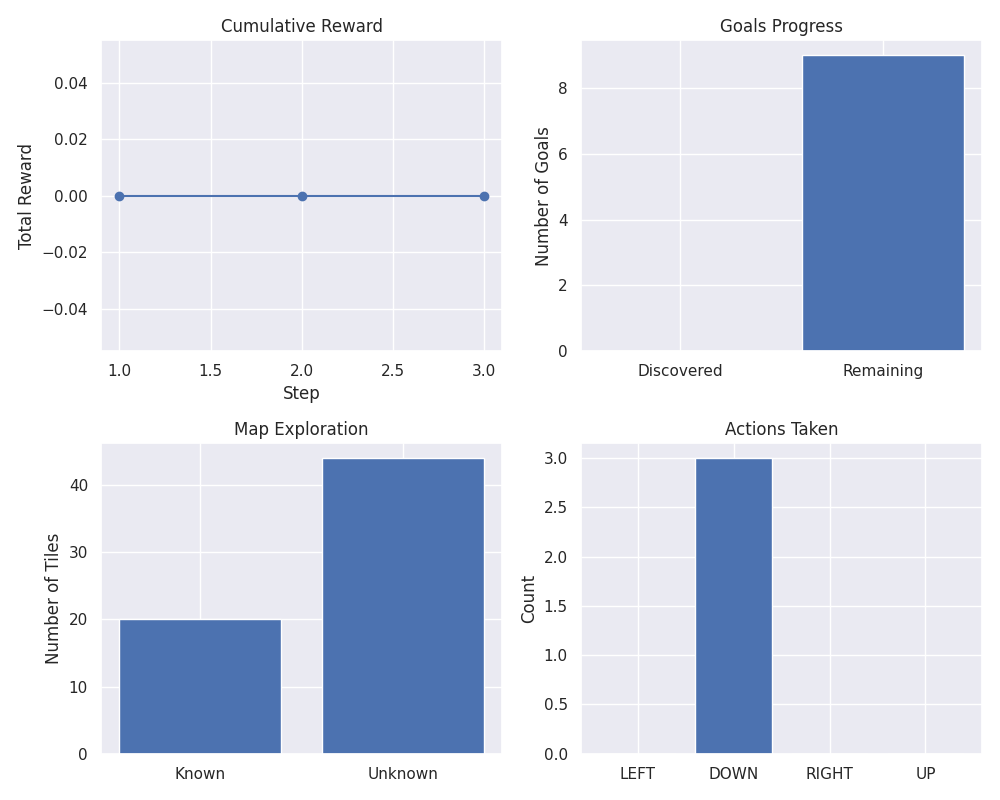 Cumulative Reward
Total Reward
0.04
0.02
0.00
−0.02
−0.04
1.0 1.5 2.0 2.5 3.0
Step
Goals Progress
Number of Goals
8
6
4
2
0
Discovered Remaining
Map Exploration
Number of Tiles
40
30
20
10
0
Known Unknown
Actions Taken
Count
3.0
2.5
2.0
1.5
1.0
0.5
0.0
LEFT DOWN RIGHT UP